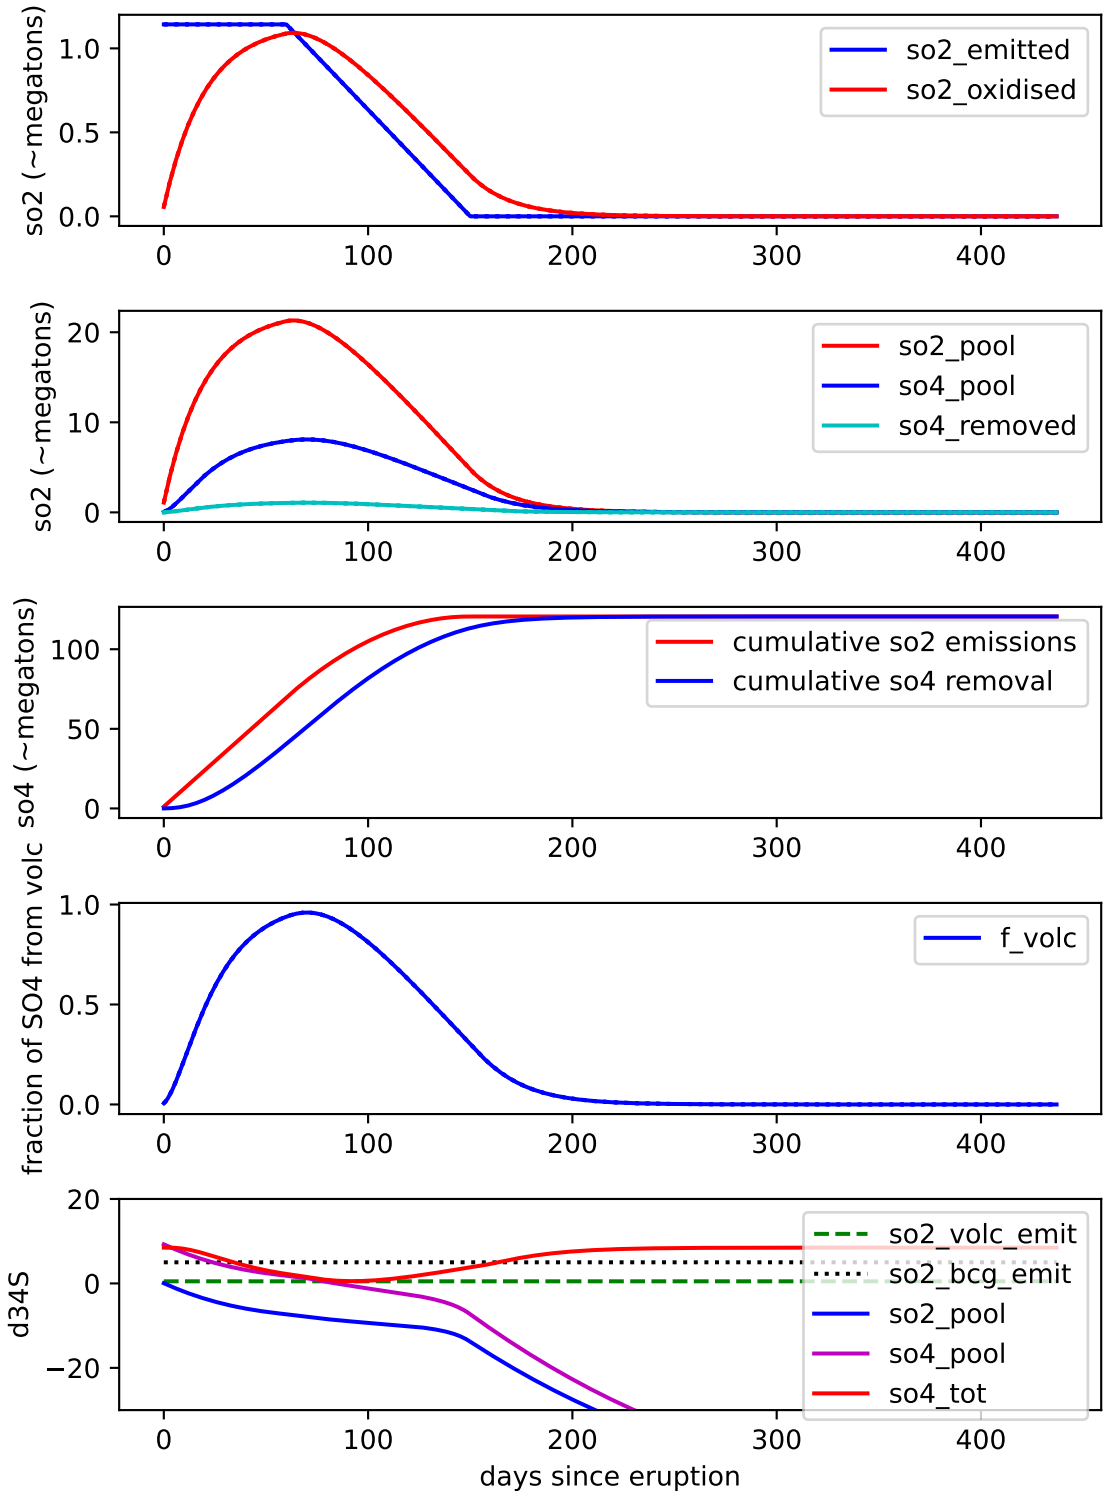 so2 (~megatons)
1.0
0.5
0.0
so2_emitted
so2_oxidised
0 100 200 300 400
so2 (~megatons)
20
10
0
so2_pool
so4_pool
so4_removed
0 100 200 300 400
so4 (~megatons)
100
50
0
cumulative so2 emissions
cumulative so4 removal
0 100 200 300 400
fraction of SO4 from volc
1.0
0.5
0.0
f_volc
0 100 200 300 400
d34S
20
0
−20
so2_volc_emit
so2_bcg_emit
so2_pool
so4_pool
so4_tot
0 100 200 300 400
days since eruption